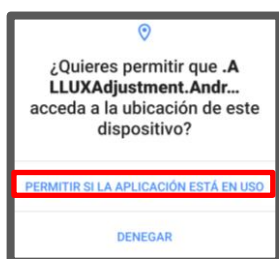 ¿Quieres permitir que .A
LLUXAdjustment.Andr...
acceda a la ubicación de este
dispositivo?
PERMITIR SI LA APLICACIÓN ESTÁ EN USO
DENEGAR